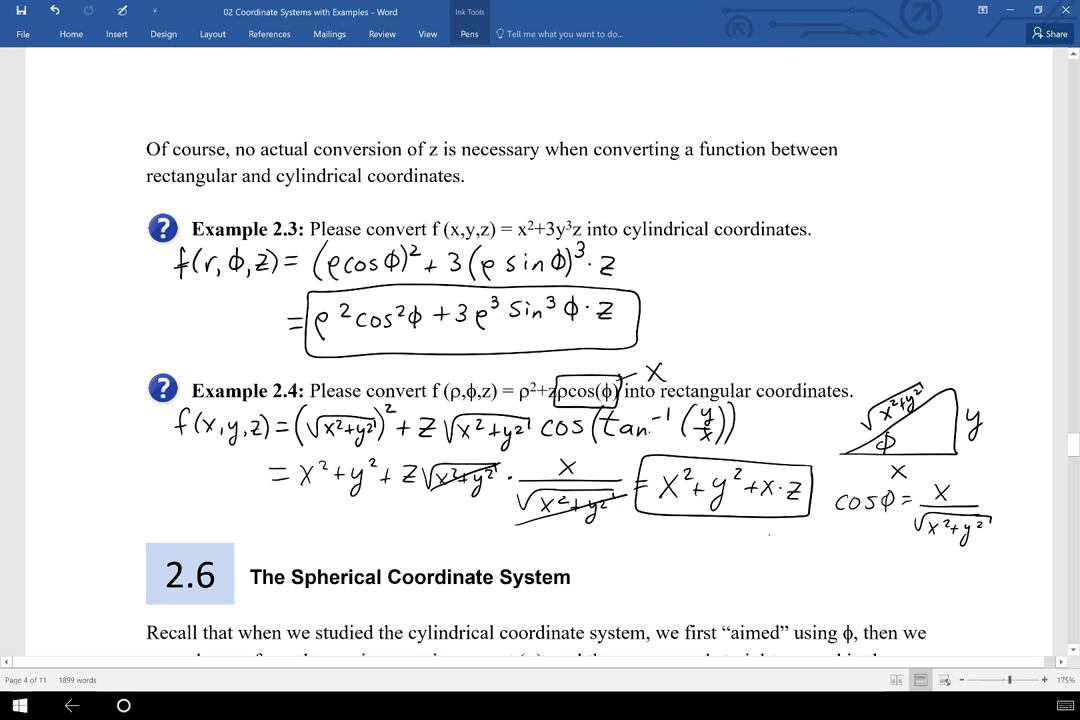 02 Coordinate Systems with Examples - Word
Ink Tools
File Home Insert Design Layout References Mailings Review View Pens Tell me what you want to do... Share
Of course, no actual conversion of z is necessary when converting a function between
rectangular and cylindrical coordinates.
? Example 2.3: Please convert f (x,y,z) = x²+3y³z into cylindrical coordinates.
f(r, ϕ, z) = (ρcosϕ)² + 3(ρ sinϕ)³·z
= ρ²cos²ϕ + 3ρ³ sin³ϕ·z
x
? Example 2.4: Please convert f (ρ,ϕ,z) = ρ²+zρcos(ϕ) into rectangular coordinates.
f(x, y, z) = (√x²+y²)² + z√x²+y² cos(tan⁻¹(y/x))
= x²+y² + z√x²+y² · x/√x²+y² = x²+y²+x·z
√x²+y² y
ϕ
x
cosϕ = x/√x²+y²
2.6 The Spherical Coordinate System
Recall that when we studied the cylindrical coordinate system, we first “aimed” using ϕ, then we
Page 4 of 11 1899 words 175%